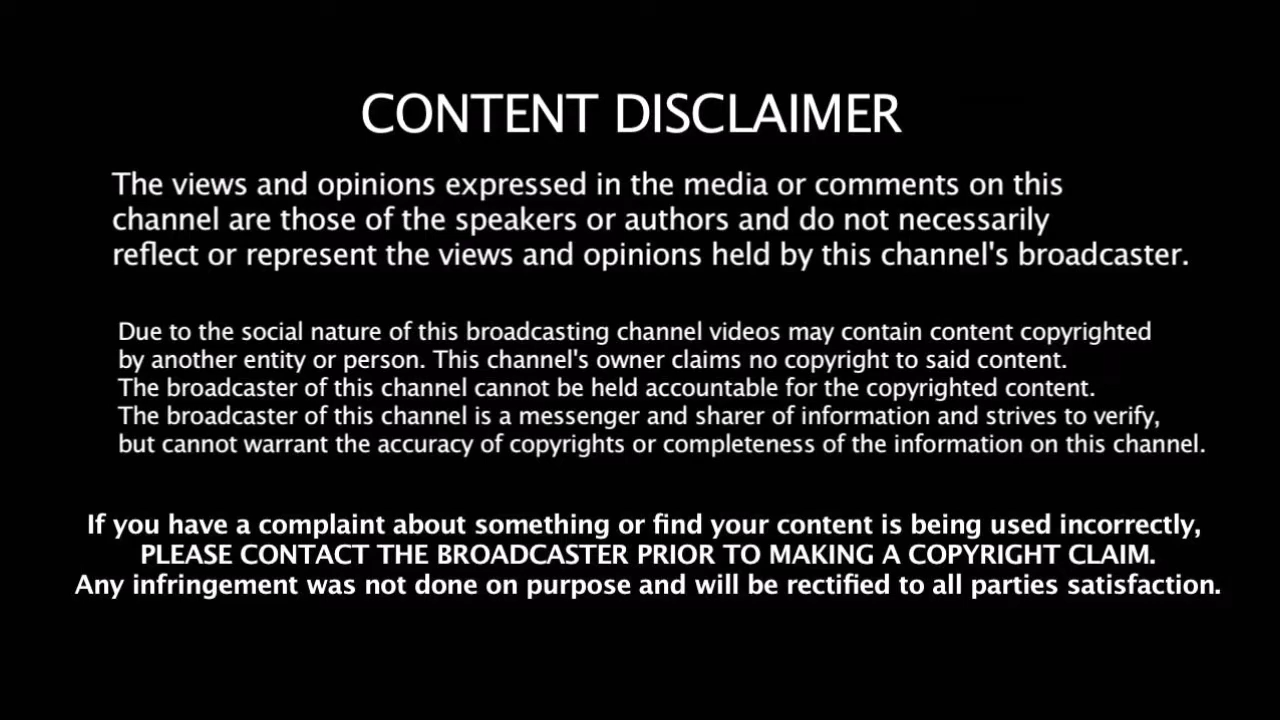 CONTENT DISCLAIMER
The views and opinions expressed in the media or comments on this
channel are those of the speakers or authors and do not necessarily
reflect or represent the views and opinions held by this channel's broadcaster.
Due to the social nature of this broadcasting channel videos may contain content copyrighted
by another entity or person. This channel's owner claims no copyright to said content.
The broadcaster of this channel cannot be held accountable for the copyrighted content.
The broadcaster of this channel is a messenger and sharer of information and strives to verify,
but cannot warrant the accuracy of copyrights or completeness of the information on this channel.
If you have a complaint about something or find your content is being used incorrectly,
PLEASE CONTACT THE BROADCASTER PRIOR TO MAKING A COPYRIGHT CLAIM.
Any infringement was not done on purpose and will be rectified to all parties satisfaction.